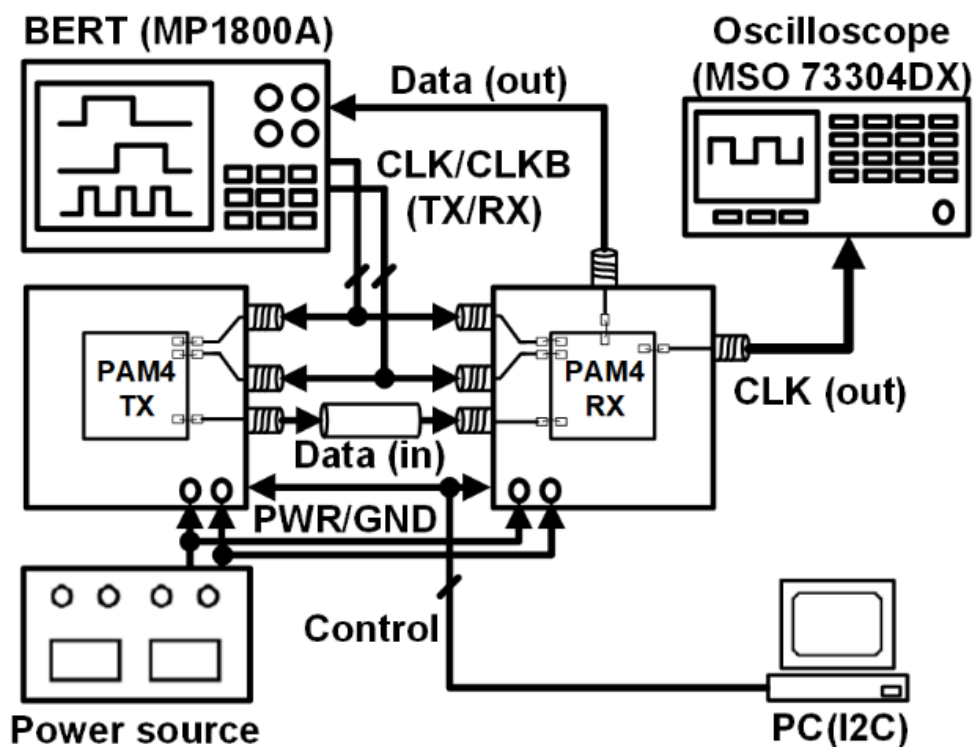 BERT (MP1800A)
Oscilloscope
(MSO 73304DX)
Data (out)
CLK/CLKB
(TX/RX)
PAM4
TX
PAM4
RX
CLK (out)
Data (in)
PWR/GND
Control
Power source
PC(I2C)